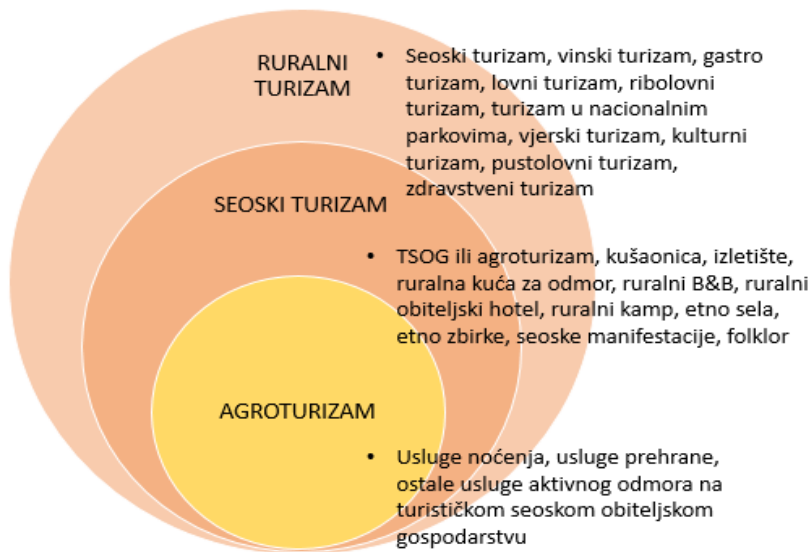 RURALNI
TURIZAM
• Seoski turizam, vinski turizam, gastro
turizam, lovni turizam, ribolovni
turizam, turizam u nacionalnim
parkovima, vjerski turizam, kulturni
turizam, pustolovni turizam,
zdravstveni turizam
SEOSKI TURIZAM
• TSOG ili agroturizam, kušaonica, izletište,
ruralna kuća za odmor, ruralni B&B, ruralni
obiteljski hotel, ruralni kamp, etno sela,
etno zbirke, seoske manifestacije, folklor
AGROTURIZAM
• Usluge noćenja, usluge prehrane,
ostale usluge aktivnog odmora na
turističkom seoskom obiteljskom
gospodarstvu